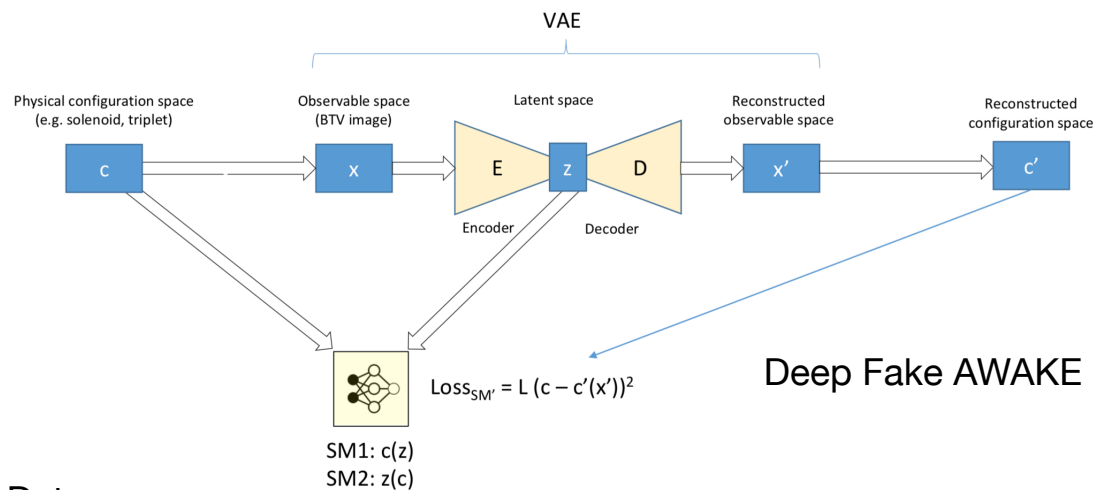 VAE
Physical configuration space
(e.g. solenoid, triplet)
Observable space
(BTV image)
Latent space
Reconstructed
observable space
Reconstructed
configuration space
c
x
E
z
D
x’
c’
Encoder
Decoder
Loss_SM’ = L (c – c’(x’))²
Deep Fake AWAKE
SM1: c(z)
SM2: z(c)